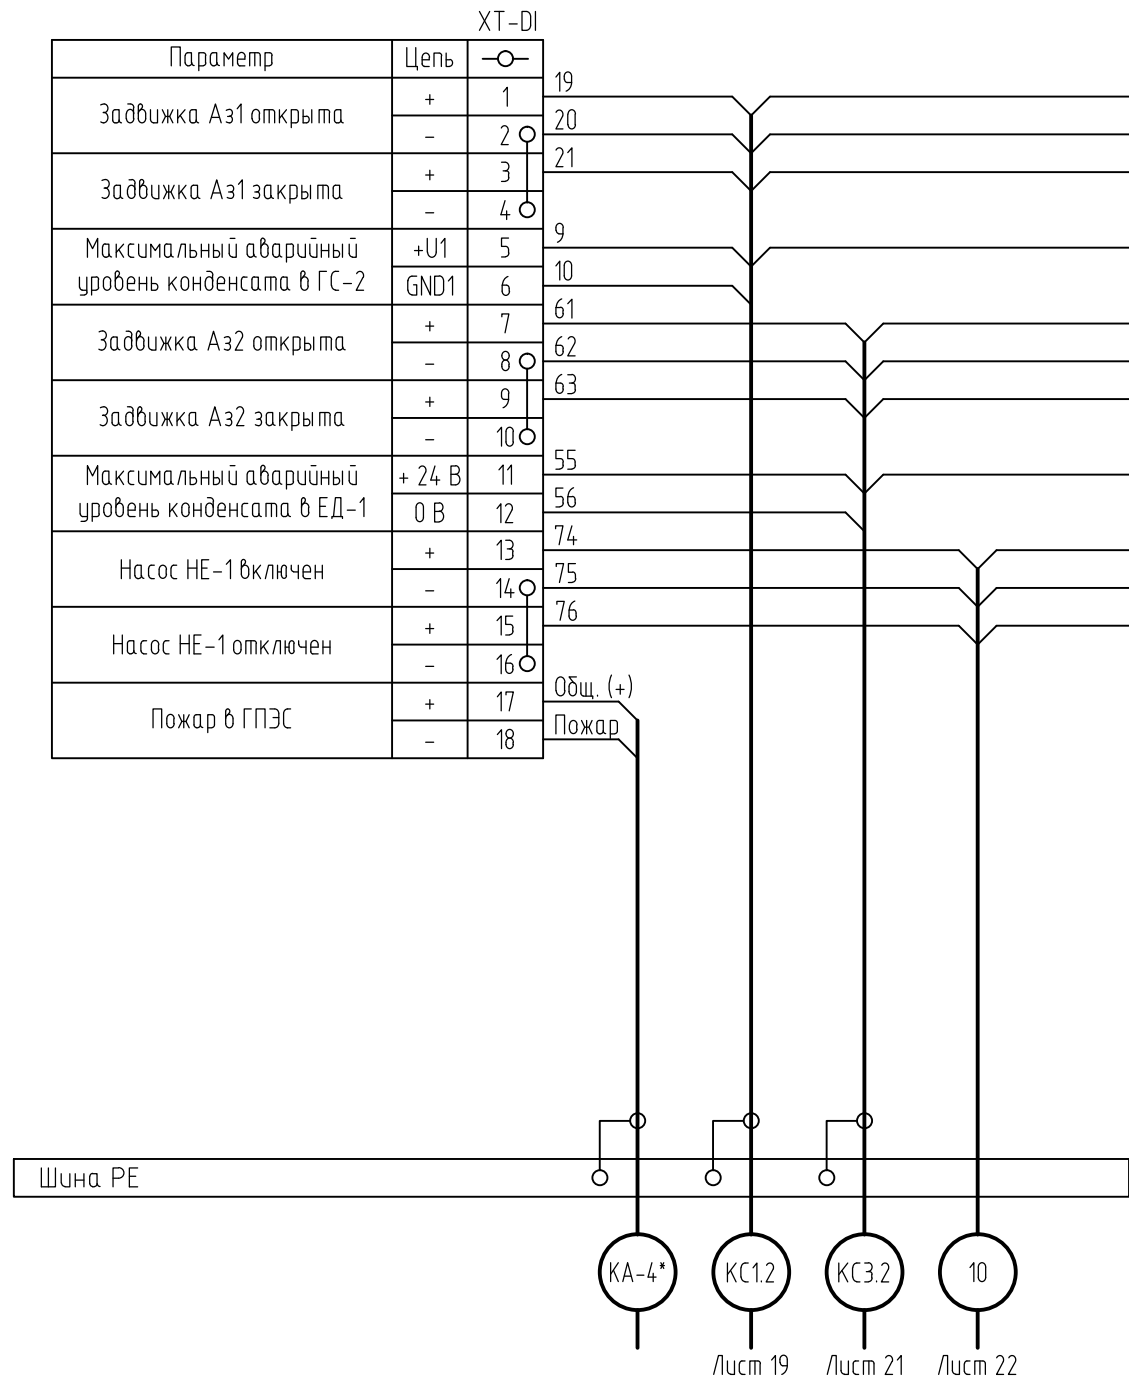 XT-DI
Параметр Цепь
Задвижка Аз1 открыта + 1 19
- 2 20
Задвижка Аз1 закрыта + 3 21
- 4
Максимальный аварийный уровень конденсата в ГС-2 +U1 5 9
GND1 6 10
Задвижка Аз2 открыта + 7 61
- 8 62
Задвижка Аз2 закрыта + 9 63
- 10
Максимальный аварийный уровень конденсата в ЕД-1 + 24 В 11 55
0 В 12 56
Насос НЕ-1 включен + 13 74
- 14 75
Насос НЕ-1 отключен + 15 76
- 16
Пожар в ГПЭС + 17 Общ. (+)
- 18 Пожар
Шина PE
КА-4* КС1.2 КС3.2 10
Лист 19 Лист 21 Лист 22